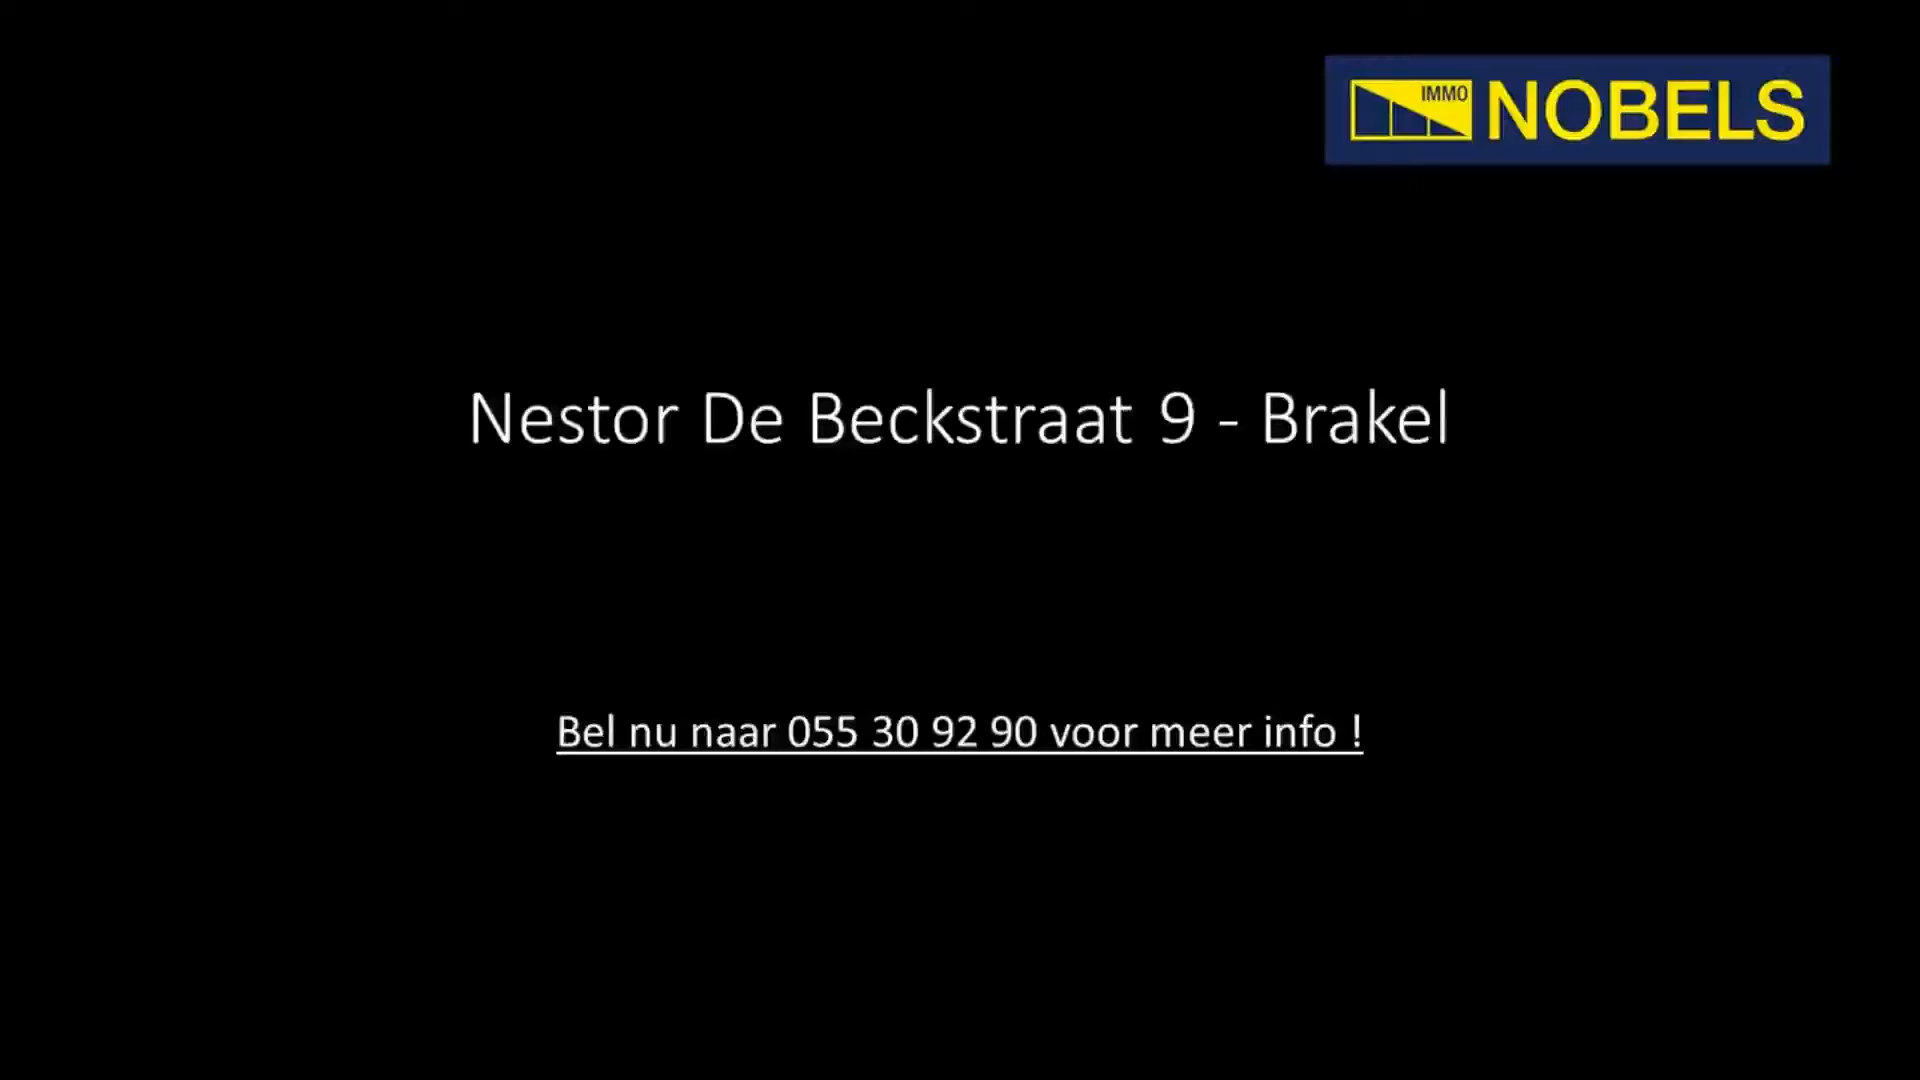 IMMO NOBELS
Nestor De Beckstraat 9 - Brakel
Bel nu naar 055 30 92 90 voor meer info !